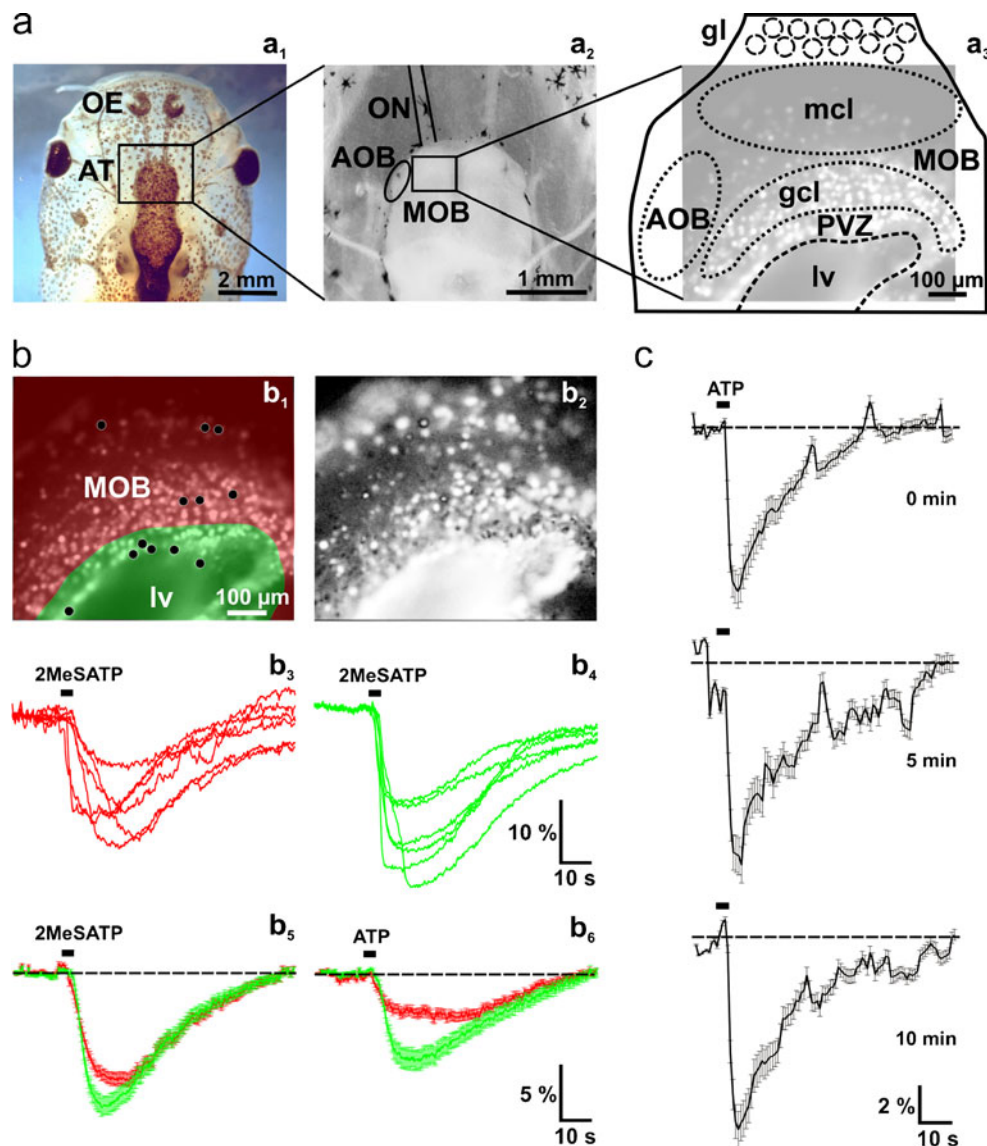 a
a1
OE
AT
2 mm
a2
ON
AOB
MOB
1 mm
gl
a3
mcl
MOB
gcl
AOB
PVZ
lv
100 µm
b
b1
MOB
lv
100 µm
b2
b3
2MeSATP
b4
2MeSATP
10 %
10 s
b5
2MeSATP
b6
ATP
5 %
10 s
c
ATP
0 min
5 min
10 min
2 %
10 s